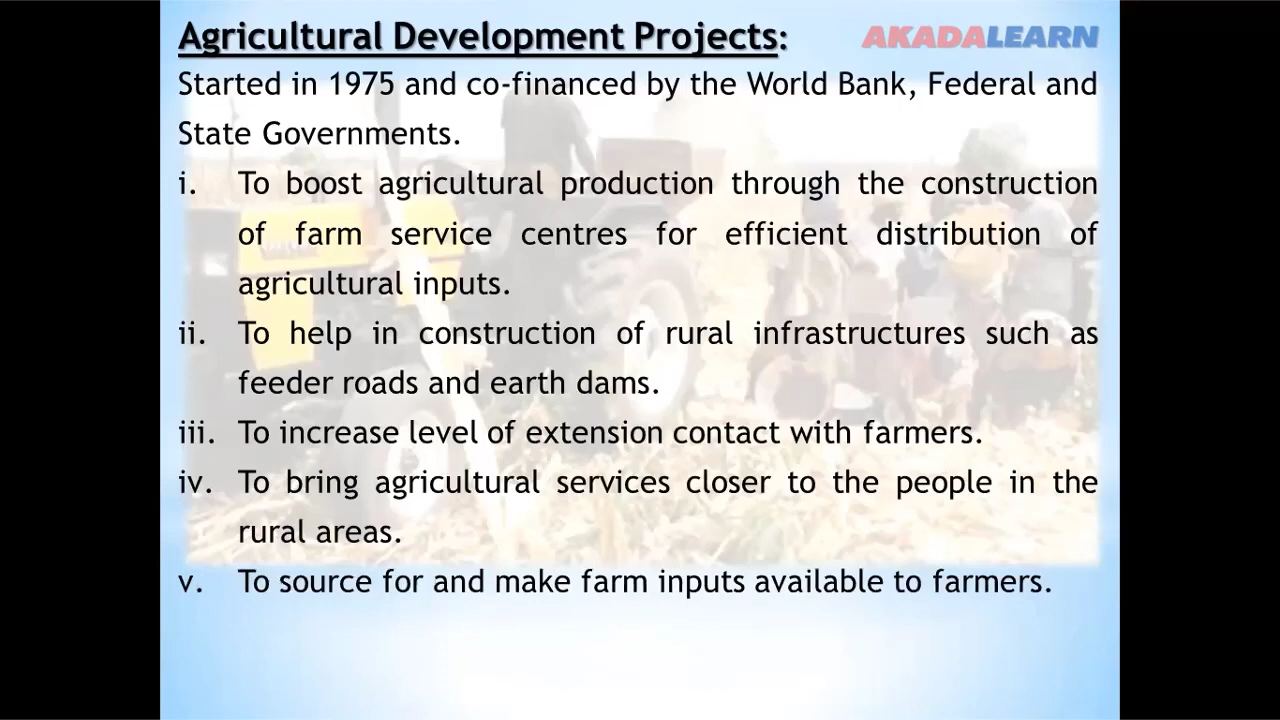 Agricultural Development Projects:
AKADALEARN
Started in 1975 and co-financed by the World Bank, Federal and
State Governments.
i. To boost agricultural production through the construction
of farm service centres for efficient distribution of
agricultural inputs.
ii. To help in construction of rural infrastructures such as
feeder roads and earth dams.
iii. To increase level of extension contact with farmers.
iv. To bring agricultural services closer to the people in the
rural areas.
v. To source for and make farm inputs available to farmers.